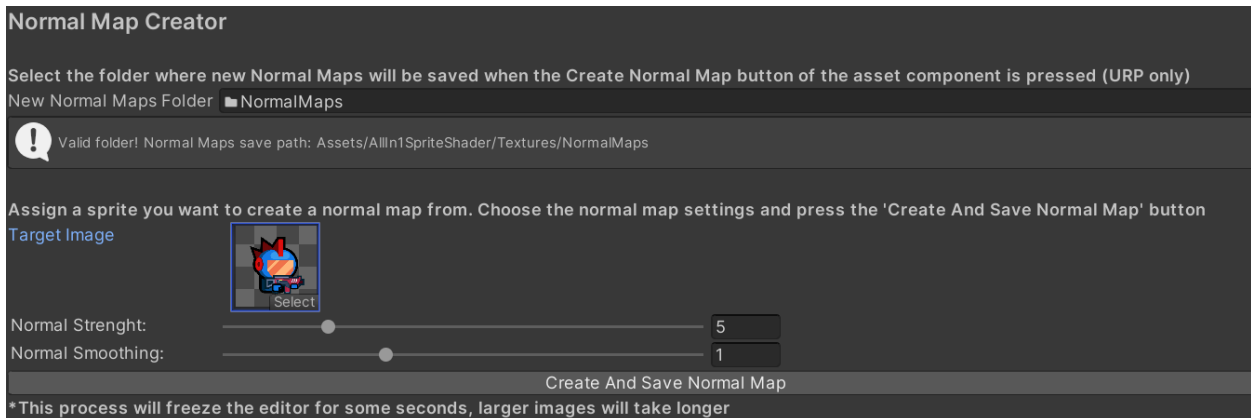 Normal Map Creator
Select the folder where new Normal Maps will be saved when the Create Normal Map button of the asset component is pressed (URP only)
New Normal Maps Folder NormalMaps
Valid folder! Normal Maps save path: Assets/AllIn1SpriteShader/Textures/NormalMaps
Assign a sprite you want to create a normal map from. Choose the normal map settings and press the 'Create And Save Normal Map' button
Target Image
Select
Normal Strenght: 5
Normal Smoothing: 1
Create And Save Normal Map
*This process will freeze the editor for some seconds, larger images will take longer